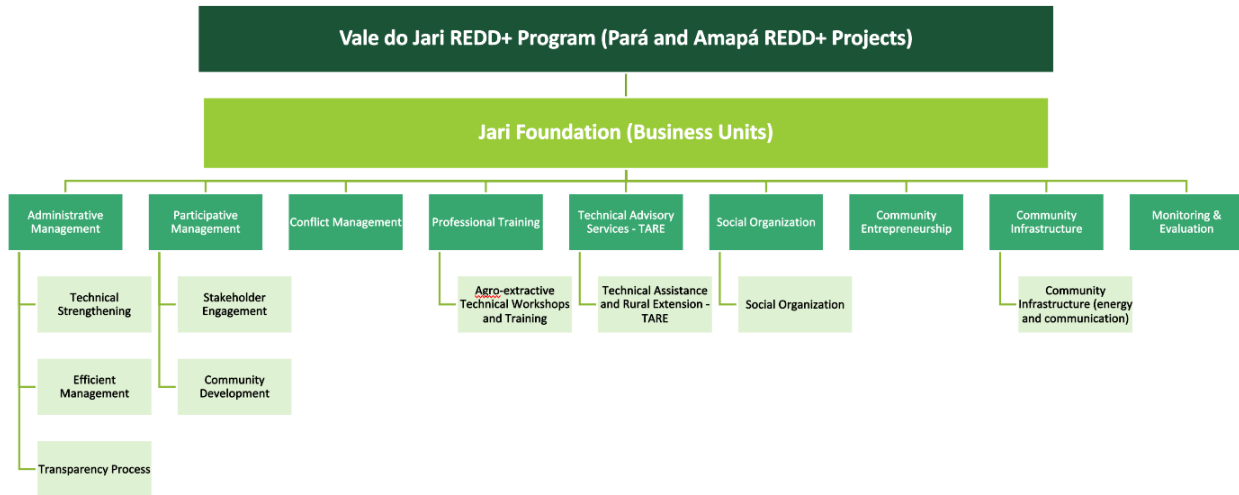 Vale do Jari REDD+ Program (Pará and Amapá REDD+ Projects)
Jari Foundation (Business Units)
Administrative
Management
Participative
Management
Conflict Management
Professional Training
Technical Advisory
Services - TARE
Social Organization
Community
Entrepreneurship
Community
Infrastructure
Monitoring &
Evaluation
Technical
Strengthening
Stakeholder
Engagement
Agro-extractive
Technical Workshops
and Training
Technical Assistance
and Rural Extension -
TARE
Social Organization
Community
Infrastructure (energy
and communication)
Efficient
Management
Community
Development
Transparency Process